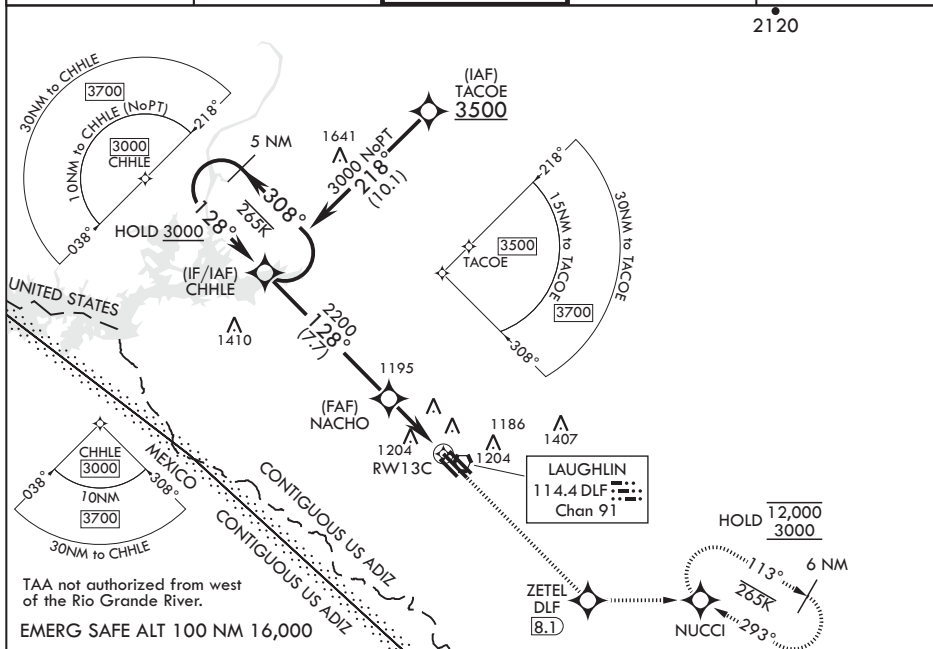 2120
30NM to CHHLE
3700
10NM to CHHLE (NoPT)
3000
CHHLE
218°
038°
(IAF)
TACOE
3500
1641
5 NM
3000 NoPT
218°
(10.1)
308°
265K
128°
HOLD 3000
(IF/IAF)
CHHLE
218°
15NM to TACOE
30NM to TACOE
3500
TACOE
3700
308°
UNITED STATES
1410
2200
128°
(7.7)
1195
(FAF)
NACHO
1204
RW13C
1186
1204
1407
LAUGHLIN
114.4 DLF
Chan 91
MEXICO
CONTIGUOUS US ADIZ
CONTIGUOUS US ADIZ
CHHLE
3000
038°
308°
10NM
3700
30NM to CHHLE
HOLD 12,000
3000
113°
6 NM
265K
293°
NUCCI
ZETEL
DLF
8.1
TAA not authorized from west
of the Rio Grande River.
EMERG SAFE ALT 100 NM 16,000